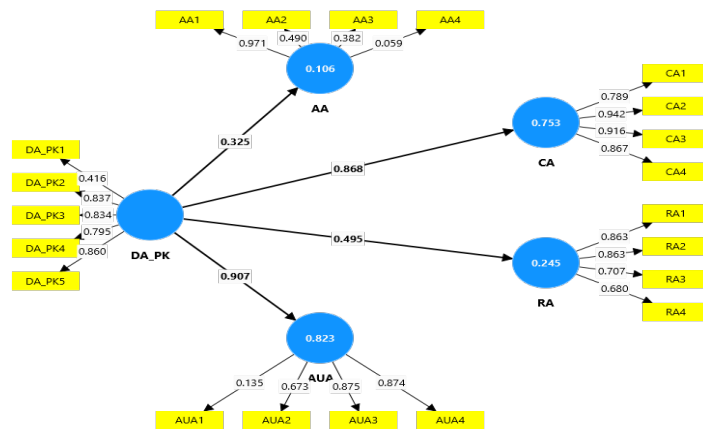 AA1 AA2 AA3 AA4
0.971 0.490 0.382 0.059
0.106
AA
CA1
0.789
CA2
0.942
0.753
0.916
CA3
0.867
CA
CA4
0.325
0.868
DA_PK1
0.416
DA_PK2
0.837
DA_PK3
0.834
0.795
DA_PK4
0.860
DA_PK5
DA_PK
0.495
RA1
0.863
RA2
0.863
0.245
0.707
RA3
0.680
RA
RA4
0.907
0.823
AUA
0.135 0.673 0.875 0.874
AUA1 AUA2 AUA3 AUA4